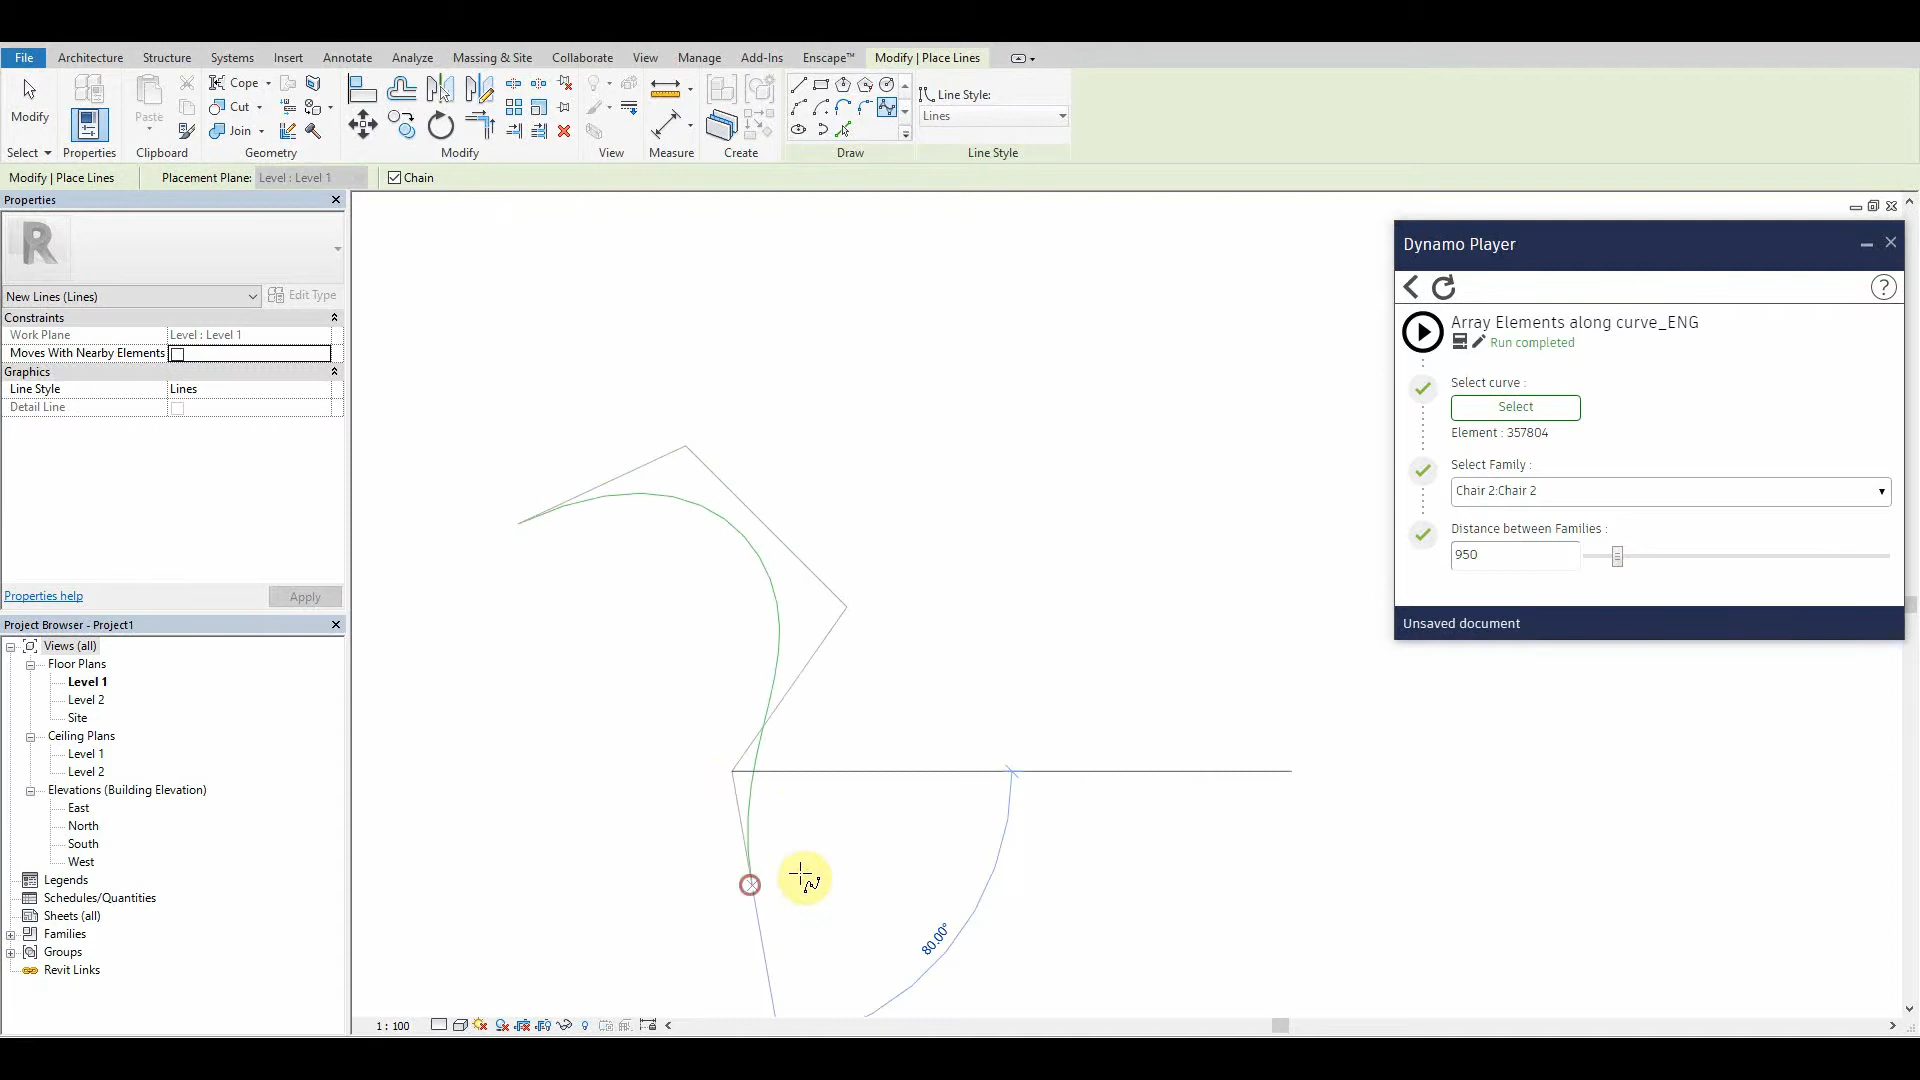 File Architecture Structure Systems Insert Annotate Analyze Massing & Site Collaborate View Manage Add-Ins Enscape™ Modify | Place Lines
Modify
Paste
Cope
Cut
Join
Line Style:
Lines
Select Properties Clipboard Geometry Modify View Measure Create Draw Line Style
Modify | Place Lines Placement Plane: Level : Level 1 Chain
Properties
R
New Lines (Lines) Edit Type
Constraints
Work Plane Level : Level 1
Moves With Nearby Elements
Graphics
Line Style Lines
Detail Line
Properties help Apply
Project Browser - Project1
Views (all)
Floor Plans
Level 1
Level 2
Site
Ceiling Plans
Level 1
Level 2
Elevations (Building Elevation)
East
North
South
West
Legends
Schedules/Quantities
Sheets (all)
Families
Groups
Revit Links
80.00°
1 : 100
Dynamo Player
?
Array Elements along curve_ENG
Run completed
Select curve :
Select
Element : 357804
Select Family :
Chair 2:Chair 2
Distance between Families :
950
Unsaved document